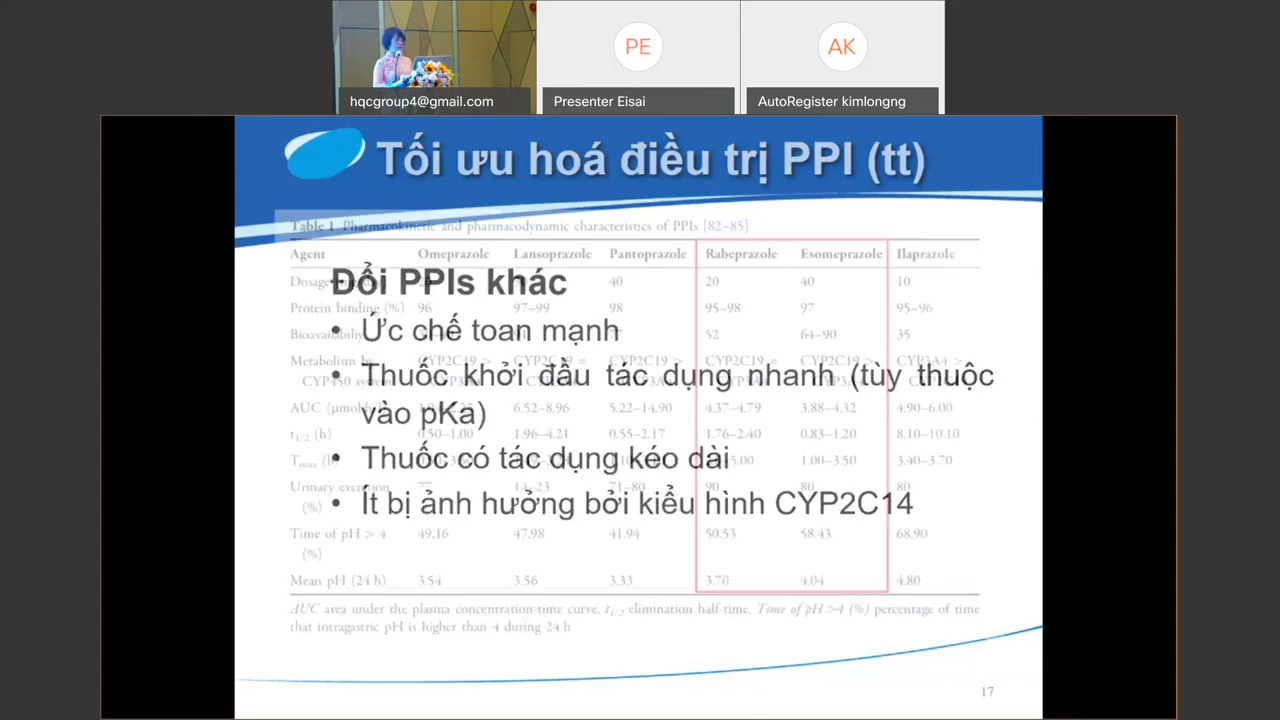 PE
AK
hqcgroup4@gmail.com
Presenter Eisai
AutoRegister kimlongng
Tối ưu hoá điều trị PPI (tt)
Table 1 Pharmacokinetic and pharmacodynamic characteristics of PPIs [82–85]
Agent Omeprazole Lansoprazole Pantoprazole Rabeprazole Esomeprazole Ilaprazole
Đổi PPIs khác
40 20 40 10
Protein binding (%) 96 97–99 98 95–98 97 95–96
• Ức chế toan mạnh
52 64–90 35
Metabolism by CYP2C19 > CYP2C19 = CYP2C19 > CYP2C19 = CYP2C19 > CYP3A4 >
CYP450 system
• Thuốc khởi đầu tác dụng nhanh (tùy thuộc
vào pKa)
AUC 6.52–8.96 5.22–14.90 4.37–4.79 3.88–4.32 4.90–6.00
t1/2 (h) 0.50–1.00 1.96–4.21 0.55–2.17 1.76–2.40 0.83–1.20 8.10–10.10
• Thuốc có tác dụng kéo dài
Tmax 1.00–3.50 3.40–3.70
Urinary excretion 77 14–23 71–80 90 80 80
(%)
• Ít bị ảnh hưởng bởi kiểu hình CYP2C14
Time of pH > 4 49.16 47.98 41.94 50.53 58.43 68.90
(%)
Mean pH (24 h) 3.54 3.56 3.33 3.70 4.04 4.80
AUC area under the plasma concentration-time curve, t1/2 elimination half-time. Time of pH >4 (%) percentage of time
that intragastric pH is higher than 4 during 24 h
17